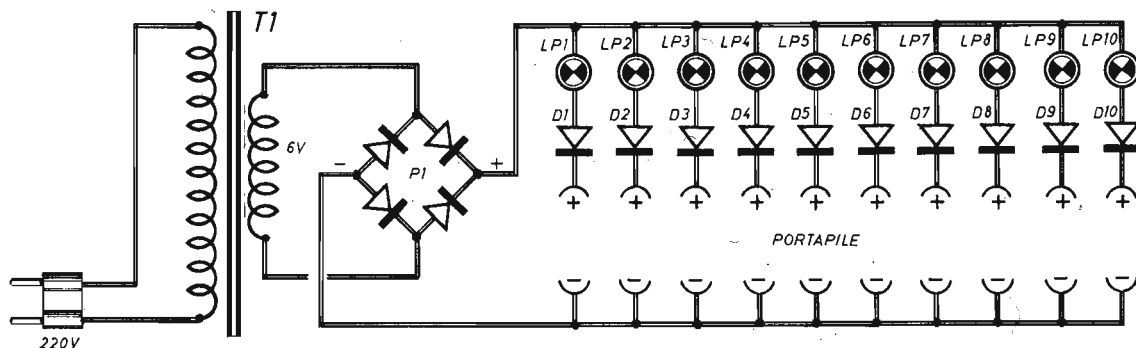 T1
LP1 LP2 LP3 LP4 LP5 LP6 LP7 LP8 LP9 LP10
D1 D2 D3 D4 D5 D6 D7 D8 D9 D10
6V
- P1 +
+ + + + + + + + + +
PORTAPILE
- - - - - - - - - -
220V